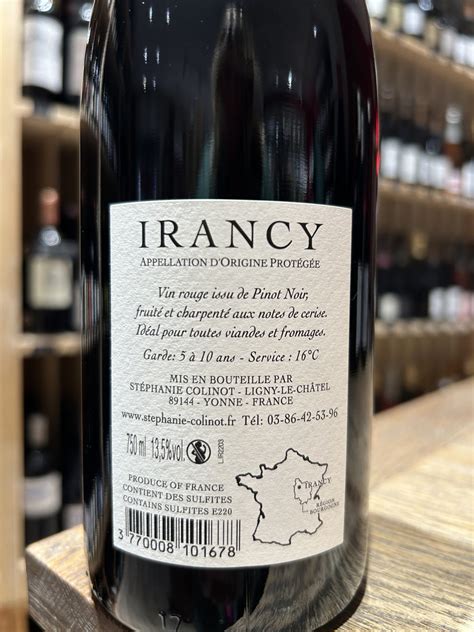 IRANCY
APPELLATION D'ORIGINE PROTÉGÉE
Vin rouge issu de Pinot Noir,
fruité et charpenté aux notes de cerise.
Idéal pour toutes viandes et fromages.
Garde: 5 à 10 ans - Service : 16°C
MIS EN BOUTEILLE PAR
STÉPHANIE COLINOT - LIGNY-LE-CHÂTEL
89144 - YONNE - FRANCE
www.stephanie-colinot.fr Tél: 03-86-42-53-96
750 ml 13,5%vol.
L.IR2203
PRODUCE OF FRANCE
CONTIENT DES SULFITES
CONTAINS SULFITES E220
3 770008 101678
IRANCY
RÉGION
BOURGOGNE